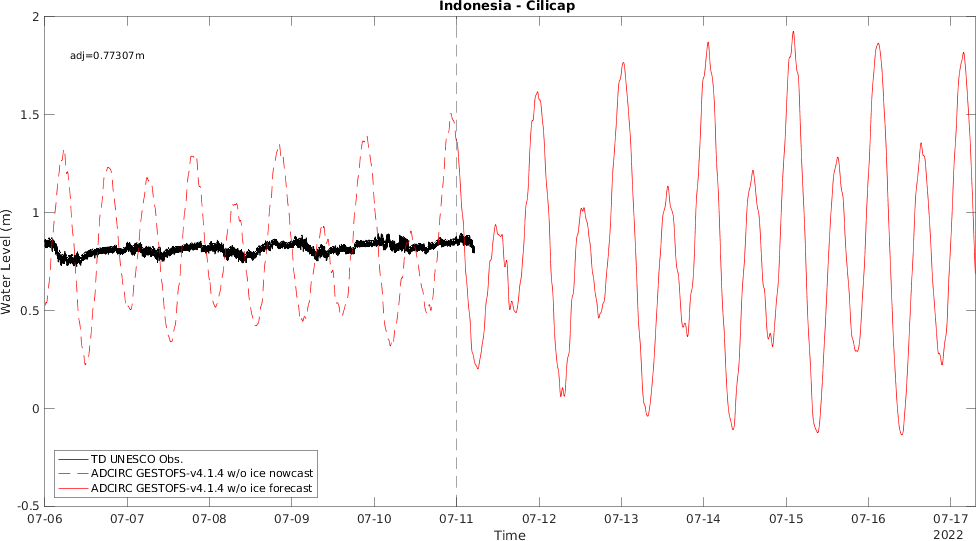 Indonesia - Cilicap
adj=0.77307m
2
1.5
1
0.5
0
-0.5
Water Level (m)
TD UNESCO Obs.
ADCIRC GESTOFS-v4.1.4 w/o ice nowcast
ADCIRC GESTOFS-v4.1.4 w/o ice forecast
07-06 07-07 07-08 07-09 07-10 07-11 07-12 07-13 07-14 07-15 07-16 07-17
Time
2022